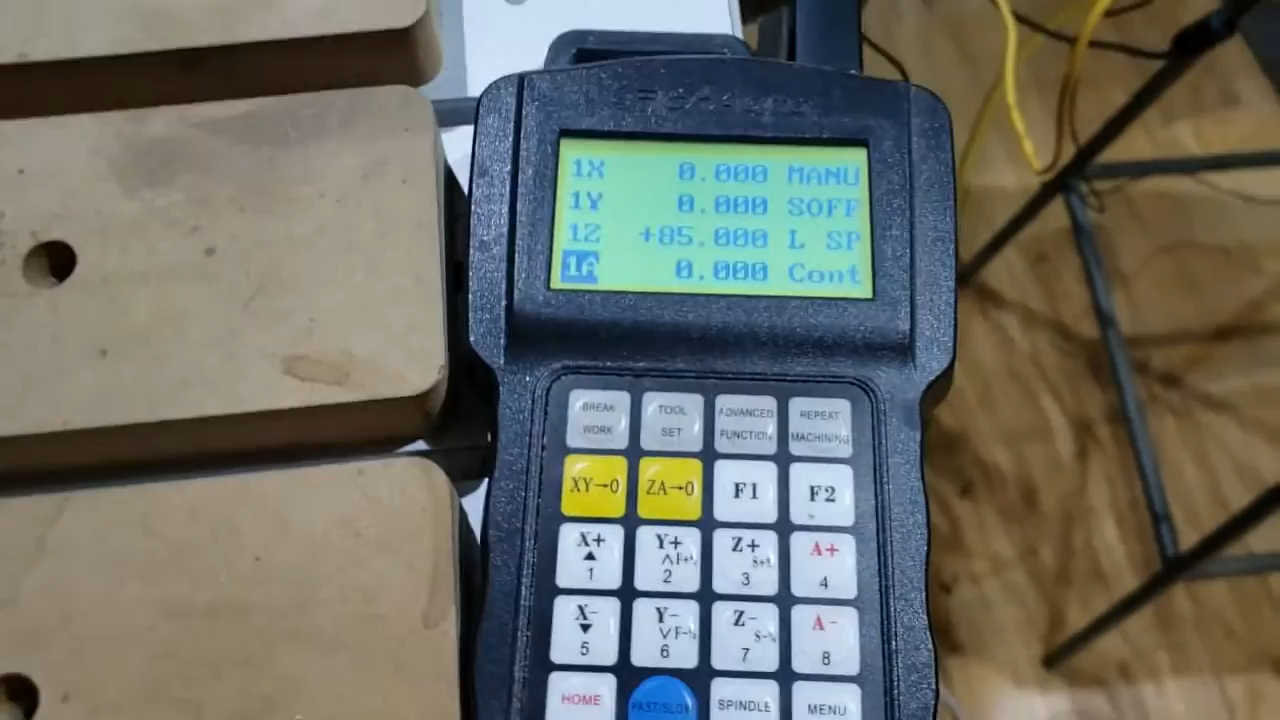 1X 0.000 MANU
1Y 0.000 SOFF
1Z +85.000 L SP
1A 0.000 Cont
BREAK WORK
TOOL SET
ADVANCED FUNCTION
REPEAT MACHINING
XY→0
ZA→0
F1
F2
X+ ▲ 1
Y+ 2
Z+ 3
A+ 4
X- ▼ 5
Y- 6
Z- 7
A- 8
HOME
FAST/SLOW
SPINDLE
MENU